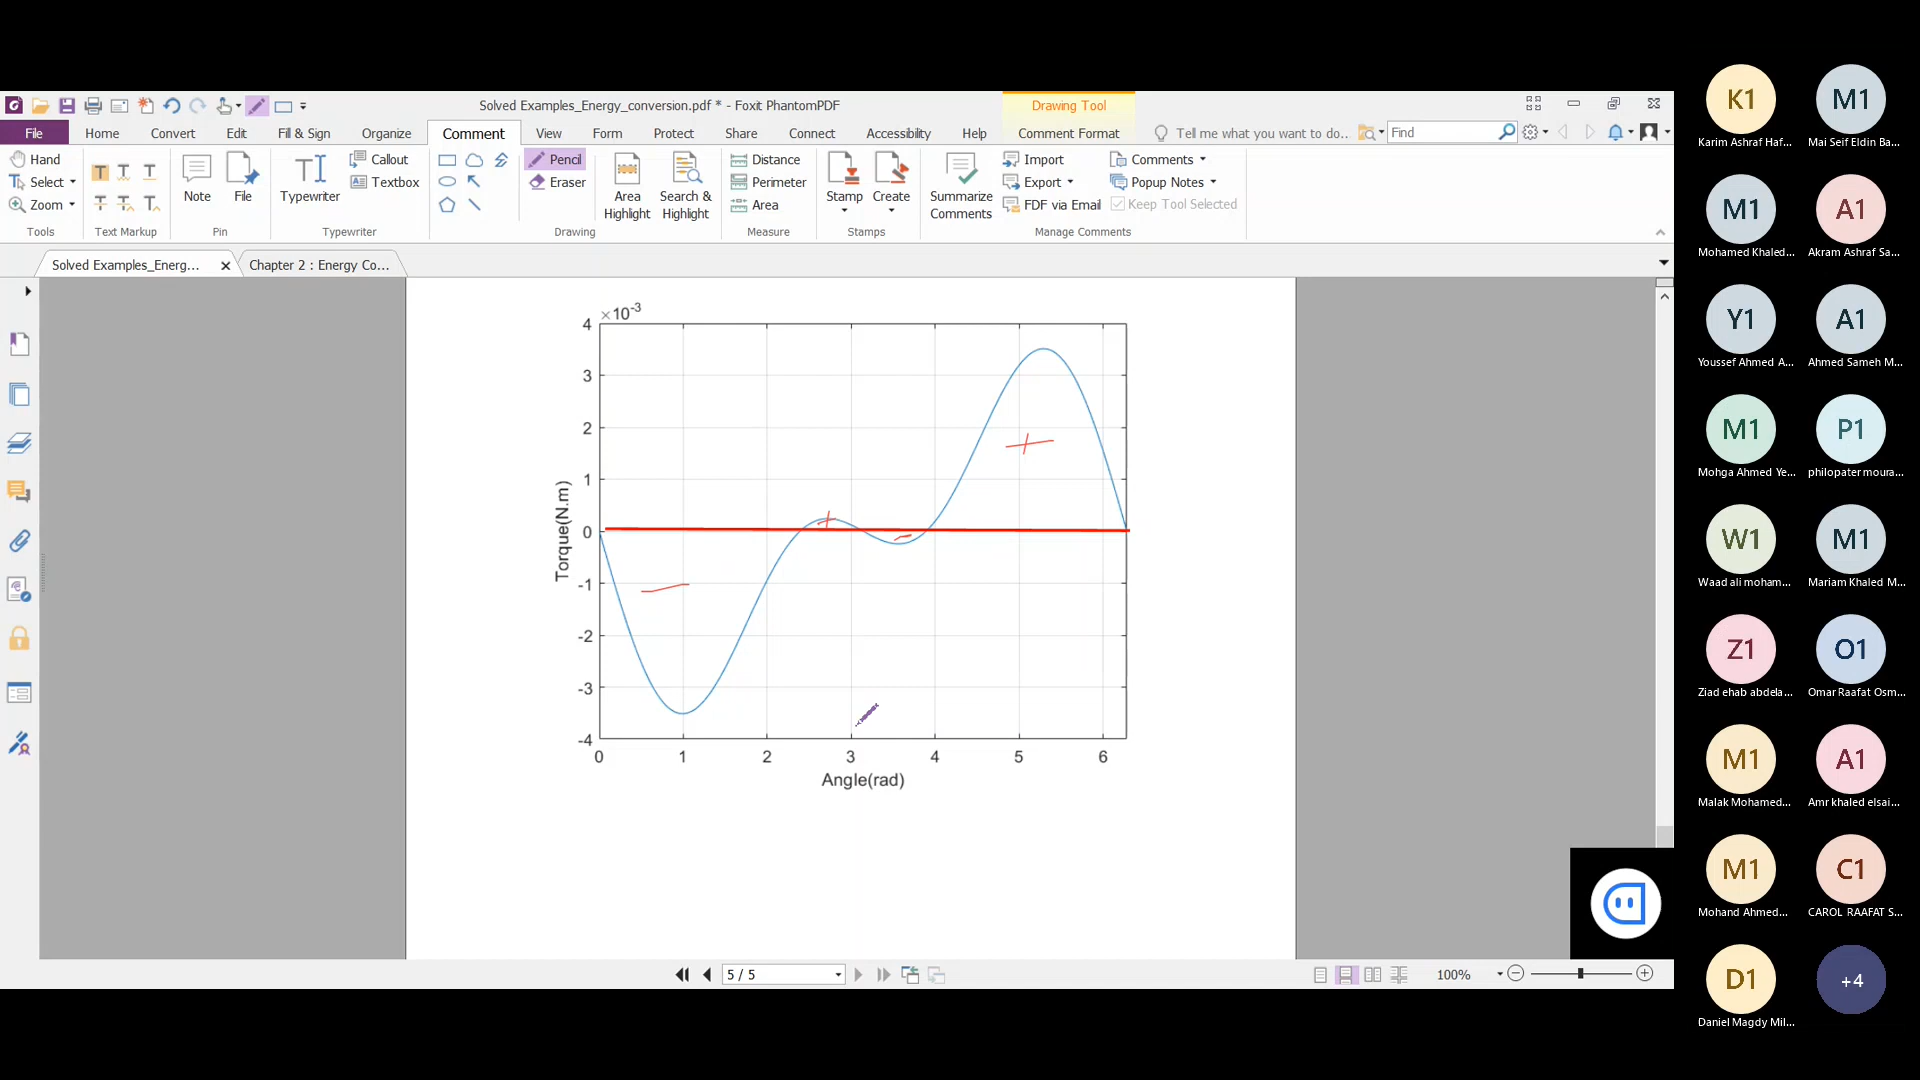 Solved Examples_Energy_conversion.pdf * - Foxit PhantomPDF
Drawing Tool
File
Home
Convert
Edit
Fill & Sign
Organize
Comment
View
Form
Protect
Share
Connect
Accessibility
Help
Comment Format
Tell me what you want to do..
Find
Hand
Select
Zoom
Tools
Text Markup
Note
File
Pin
Typewriter
Callout
Textbox
Typewriter
Pencil
Eraser
Drawing
Area Highlight
Search & Highlight
Distance
Perimeter
Area
Measure
Stamp
Create
Stamps
Summarize Comments
Import
Export
FDF via Email
Comments
Popup Notes
Keep Tool Selected
Manage Comments
Solved Examples_Energ...
Chapter 2 : Energy Co...
×10-3
4
3
2
1
0
-1
-2
-3
-4
Torque(N.m)
0 1 2 3 4 5 6
Angle(rad)
+
+
−
−
5 / 5
100%
K1 M1
Karim Ashraf Haf... Mai Seif Eldin Ba...
M1 A1
Mohamed Khaled... Akram Ashraf Sa...
Y1 A1
Youssef Ahmed A... Ahmed Sameh M...
M1 P1
Mohga Ahmed Ye... philopater moura...
W1 M1
Waad ali moham... Mariam Khaled M...
Z1 O1
Ziad ehab abdela... Omar Raafat Osm...
M1 A1
Malak Mohamed... Amr khaled elsai...
M1 C1
Mohand Ahmed... CAROL RAAFAT S...
D1 +4
Daniel Magdy Mil...